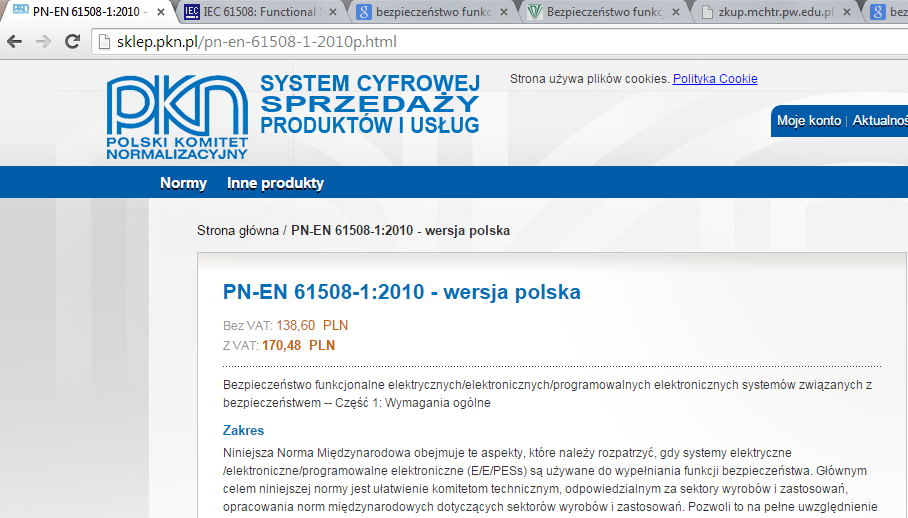 PN-EN 61508-1:2010 -
IEC 61508: Functional
bezpieczeństwo funkc
Bezpieczeństwo funkc
zkup.mchtr.pw.edu.pl
bez
sklep.pkn.pl/pn-en-61508-1-2010p.html
pkn
POLSKI KOMITET
NORMALIZACYJNY
SYSTEM CYFROWEJ
SPRZEDAŻY
PRODUKTÓW I USŁUG
Strona używa plików cookies. Polityka Cookie
Moje konto | Aktualnoś
Normy Inne produkty
Strona główna / PN-EN 61508-1:2010 - wersja polska
PN-EN 61508-1:2010 - wersja polska
Bez VAT: 138,60 PLN
Z VAT: 170,48 PLN
Bezpieczeństwo funkcjonalne elektrycznych/elektronicznych/programowalnych elektronicznych systemów związanych z
bezpieczeństwem -- Część 1: Wymagania ogólne
Zakres
Niniejsza Norma Międzynarodowa obejmuje te aspekty, które należy rozpatrzyć, gdy systemy elektryczne
/elektroniczne/programowalne elektroniczne (E/E/PESs) są używane do wypełniania funkcji bezpieczeństwa. Głównym
celem niniejszej normy jest ułatwienie komitetom technicznym, odpowiedzialnym za sektory wyrobów i zastosowań,
opracowania norm międzynarodowych dotyczących sektorów wyrobów i zastosowań. Pozwoli to na pełne uwzględnienie